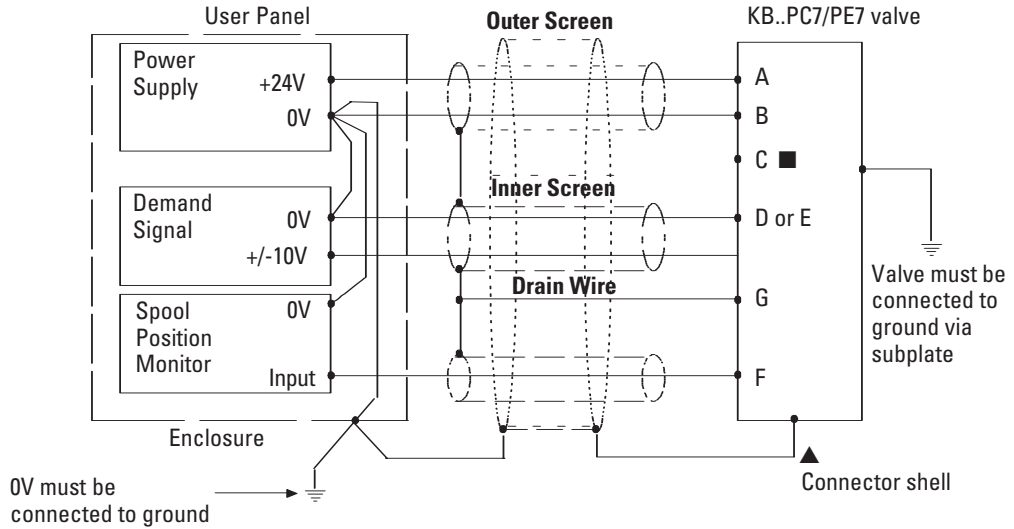 User Panel
Outer Screen
KB..PC7/PE7 valve
Power
Supply
+24V
0V
A
B
C ■
Inner Screen
Demand
Signal
0V
+/-10V
D or E
Drain Wire
G
Spool
Position
Monitor
0V
Input
F
Valve must be
connected to
ground via
subplate
Enclosure
▲
Connector shell
0V must be
connected to ground